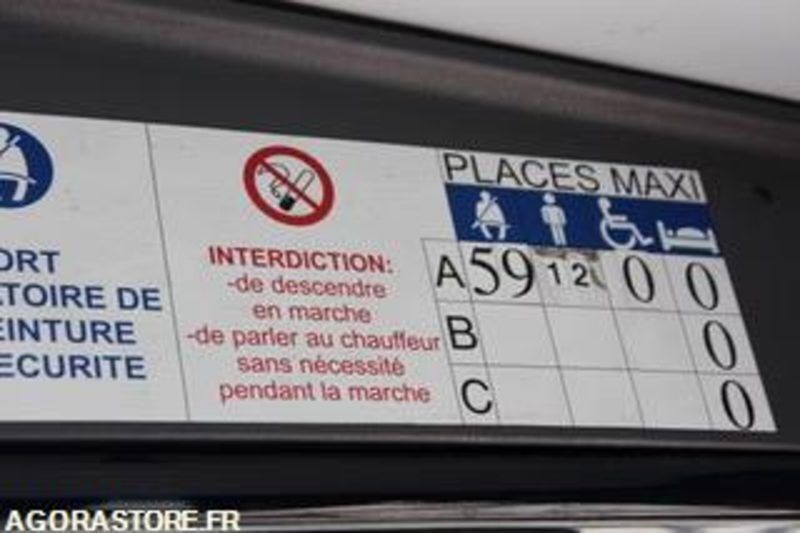 ORT
ATOIRE DE
EINTURE
ECURITE
INTERDICTION:
-de descendre
en marche
-de parler au chauffeur
sans nécessité
pendant la marche
PLACES MAXI
A 59 12 0 0
B 0
C 0
AGORASTORE.FR